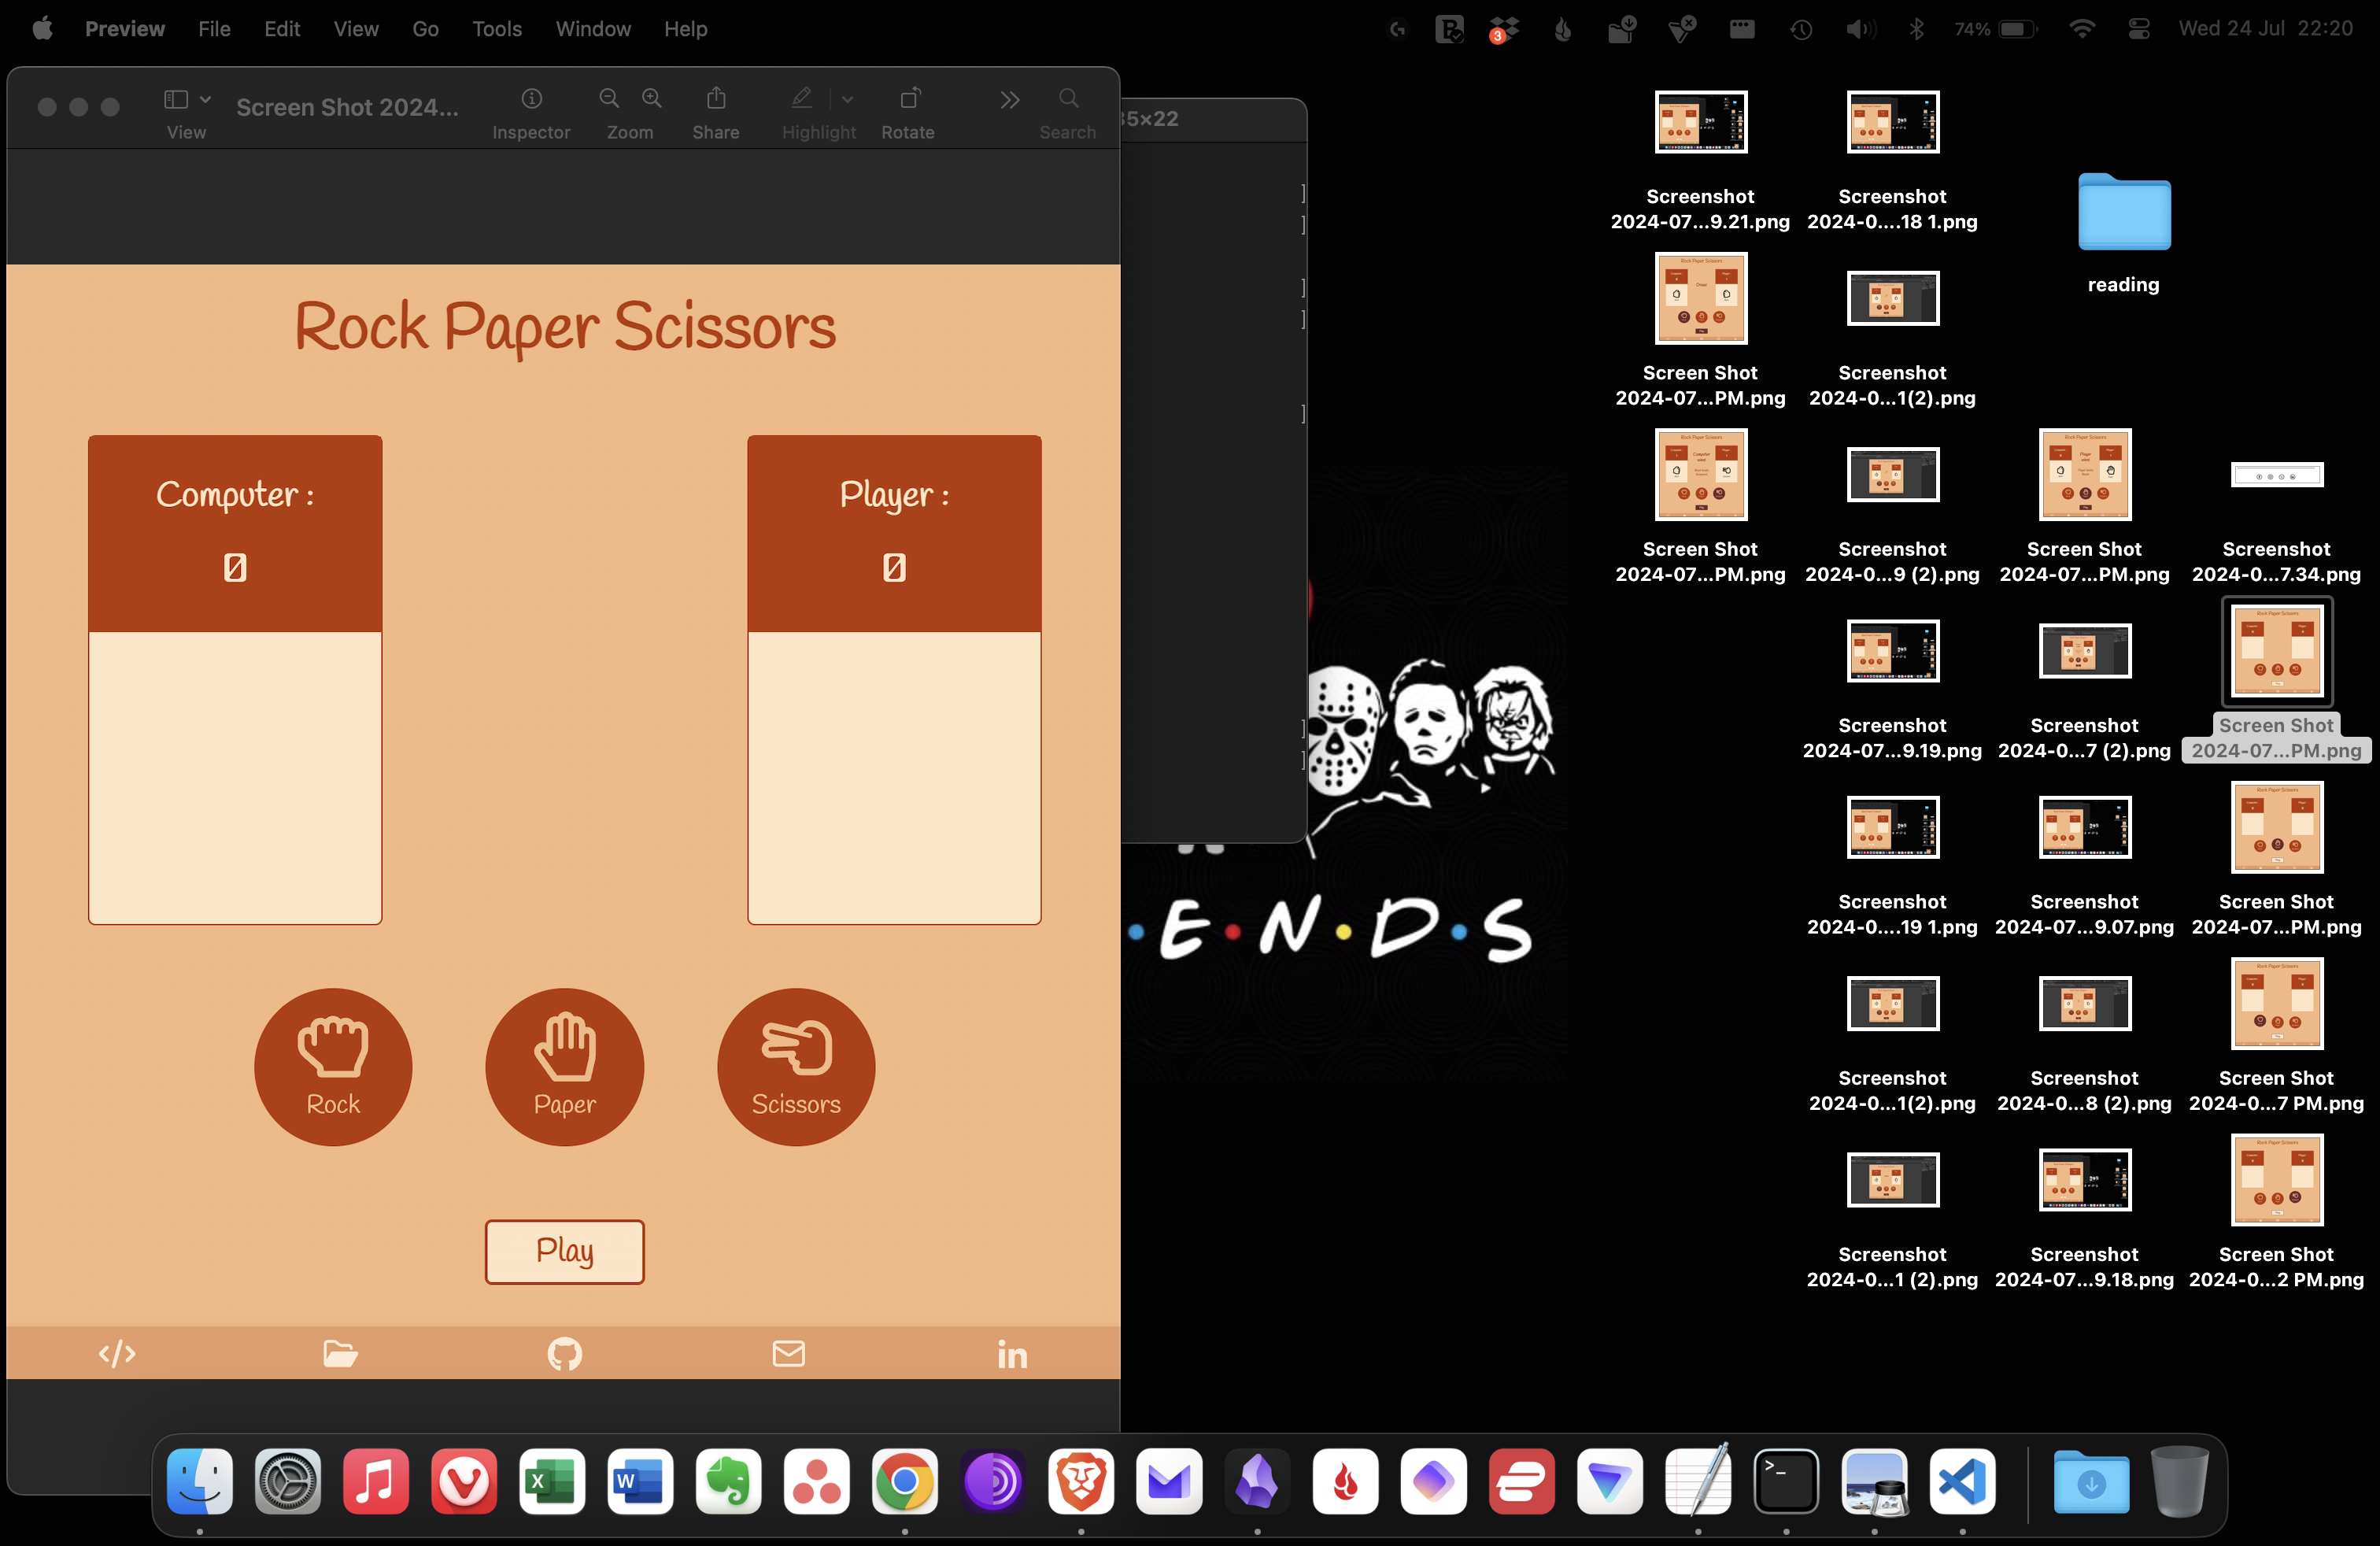 Preview File Edit View Go Tools Window Help
3 74% Wed 24 Jul 22:20
Screen Shot 2024...
View Inspector Zoom Share Highlight Rotate Search
35×22
]
]
]
]
]
]
]
Rock Paper Scissors
Computer :
0
Player :
0
Rock
Paper
Scissors
Play
</>
in
E N D S
Screenshot
2024-07...9.21.png
Screenshot
2024-0....18 1.png
reading
Screen Shot
2024-07...PM.png
Screenshot
2024-0...1(2).png
Screen Shot
2024-07...PM.png
Screenshot
2024-0...9 (2).png
Screen Shot
2024-07...PM.png
Screenshot
2024-0...7.34.png
Screenshot
2024-07...9.19.png
Screenshot
2024-0...7 (2).png
Screen Shot
2024-07...PM.png
Screenshot
2024-0....19 1.png
Screenshot
2024-07...9.07.png
Screen Shot
2024-07...PM.png
Screenshot
2024-0...1(2).png
Screenshot
2024-0...8 (2).png
Screen Shot
2024-0...7 PM.png
Screenshot
2024-0...1 (2).png
Screenshot
2024-07...9.18.png
Screen Shot
2024-0...2 PM.png
X
W
>_